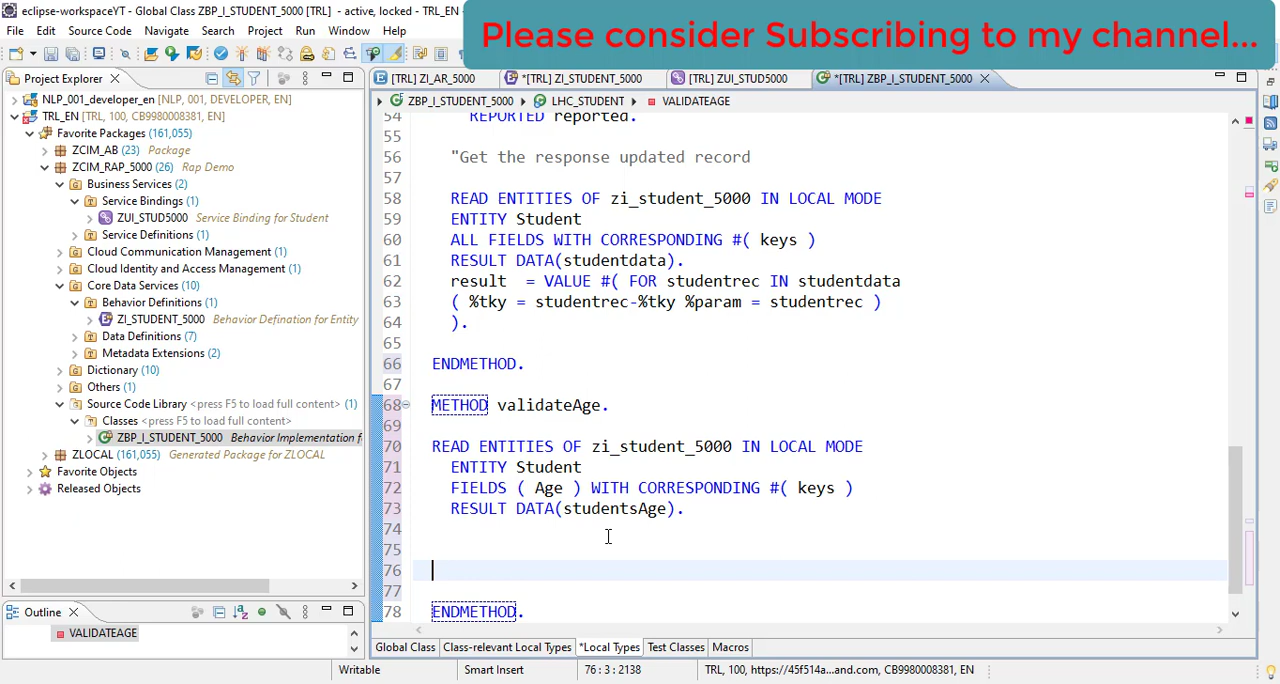 eclipse-workspaceYT - Global Class ZBP_I_STUDENT_5000 [TRL] - active, locked - TRL_EN
Please consider Subscribing to my channel...
File Edit Source Code Navigate Search Project Run Window Help
Project Explorer
[TRL] ZI_AR_5000
*[TRL] ZI_STUDENT_5000
[TRL] ZUI_STUD5000
*[TRL] ZBP_I_STUDENT_5000
NLP_001_developer_en [NLP, 001, DEVELOPER, EN]
TRL_EN [TRL, 100, CB9980008381, EN]
Favorite Packages (161,055)
ZCIM_AB (23) Package
ZCIM_RAP_5000 (26) Rap Demo
Business Services (2)
Service Bindings (1)
ZUI_STUD5000 Service Binding for Student
Service Definitions (1)
Cloud Communication Management (1)
Cloud Identity and Access Management (1)
Core Data Services (10)
Behavior Definitions (1)
ZI_STUDENT_5000 Behavior Defination for Entity
Data Definitions (7)
Metadata Extensions (2)
Dictionary (10)
Others (1)
Source Code Library <press F5 to load full content> (1)
Classes <press F5 to load full content> (1)
ZBP_I_STUDENT_5000 Behavior Implementation f
ZLOCAL (161,055) Generated Package for ZLOCAL
Favorite Objects
Released Objects
Outline
VALIDATEAGE
ZBP_I_STUDENT_5000 LHC_STUDENT VALIDATEAGE
54 REPORTED reported.
55
56 "Get the response updated record
57
58 READ ENTITIES OF zi_student_5000 IN LOCAL MODE
59 ENTITY Student
60 ALL FIELDS WITH CORRESPONDING #( keys )
61 RESULT DATA(studentdata).
62 result = VALUE #( FOR studentrec IN studentdata
63 ( %tky = studentrec-%tky %param = studentrec )
64 ).
65
66 ENDMETHOD.
67
68 METHOD validateAge.
69
70 READ ENTITIES OF zi_student_5000 IN LOCAL MODE
71 ENTITY Student
72 FIELDS ( Age ) WITH CORRESPONDING #( keys )
73 RESULT DATA(studentsAge).
74
75
76
77
78 ENDMETHOD.
Global Class Class-relevant Local Types *Local Types Test Classes Macros
Writable Smart Insert 76 : 3 : 2138 TRL, 100, https://45f514a...and.com, CB9980008381, EN